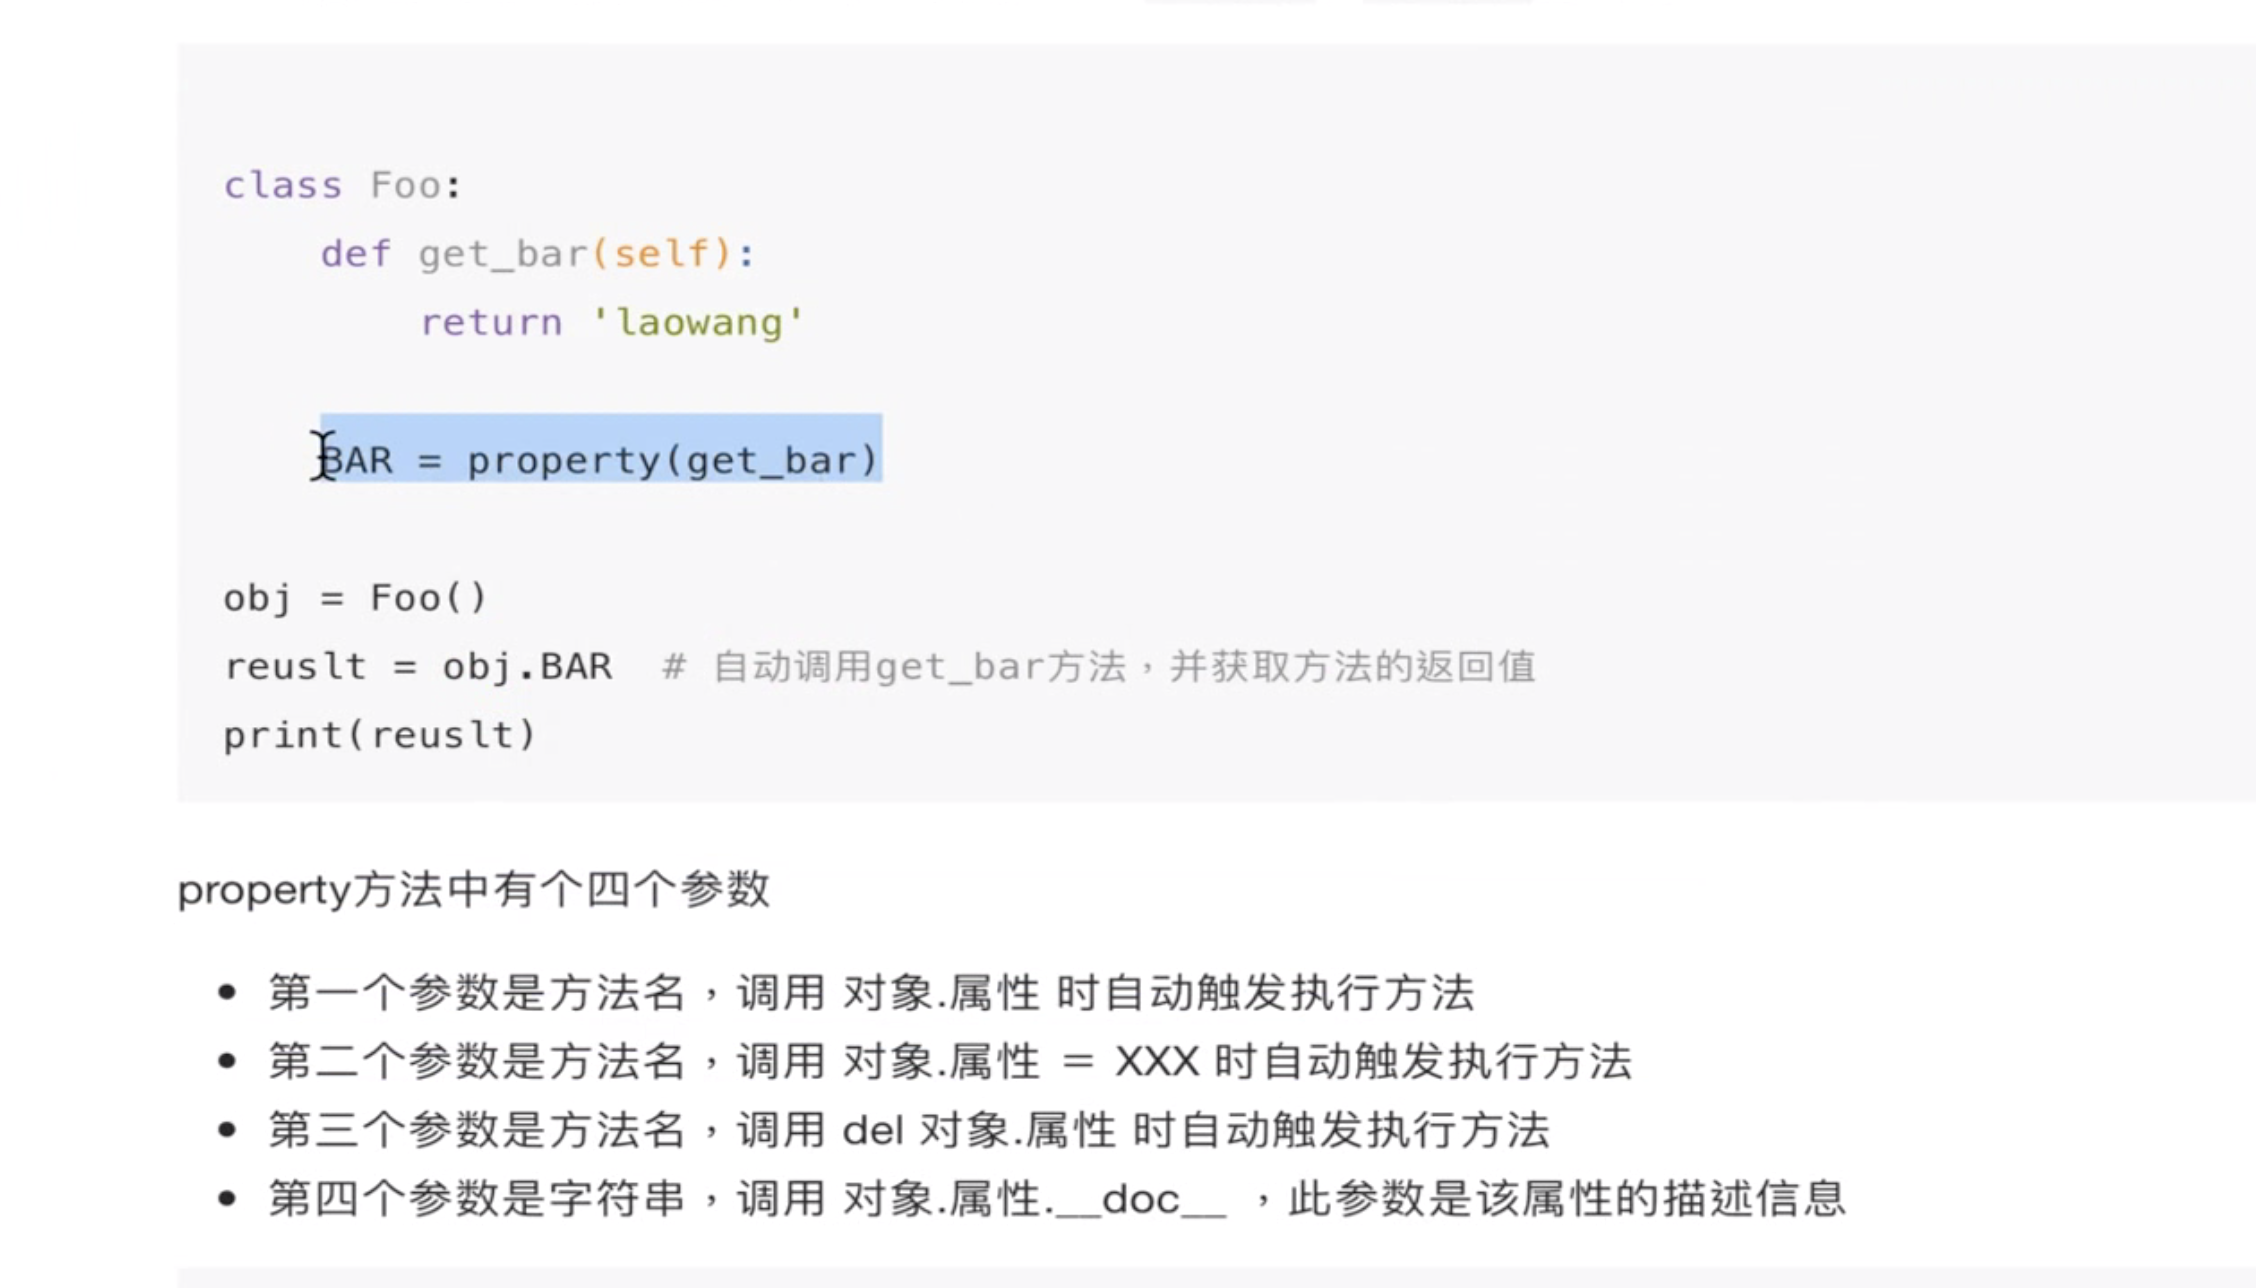 class Foo:
    def get_bar(self):
        return 'laowang'
    BAR = property(get_bar)
obj = Foo()
reuslt = obj.BAR  # 自动调用get_bar方法，并获取方法的返回值
print(reuslt)
property方法中有个四个参数
• 第一个参数是方法名，调用 对象.属性 时自动触发执行方法
• 第二个参数是方法名，调用 对象.属性 ＝ XXX 时自动触发执行方法
• 第三个参数是方法名，调用 del 对象.属性 时自动触发执行方法
• 第四个参数是字符串，调用 对象.属性.__doc__ ，此参数是该属性的描述信息